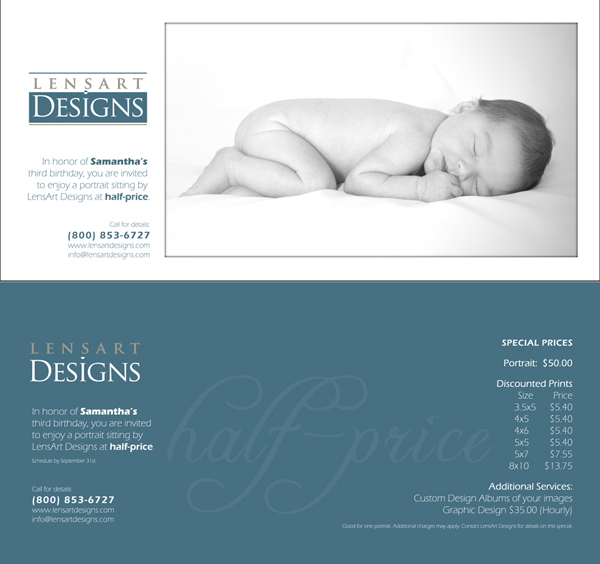 LENSART
DESIGNS
In honor of Samantha's
third birthday, you are invited
to enjoy a portrait sitting by
LensArt Designs at half-price.
Call for details:
(800) 853-6727
www.lensartdesigns.com
info@lensartdesigns.com
LENSART
DESIGNS
In honor of Samantha's
third birthday, you are invited
to enjoy a portrait sitting by
LensArt Designs at half-price.
Schedule by September 31st.
Call for details:
(800) 853-6727
www.lensartdesigns.com
info@lensartdesigns.com
half-price
SPECIAL PRICES
Portrait: $50.00
Discounted Prints
Size Price
3.5x5 $5.40
4x5 $5.40
4x6 $5.40
5x5 $5.40
5x7 $7.55
8x10 $13.75
Additional Services:
Custom Design Albums of your images
Graphic Design $35.00 (Hourly)
Good for one portrait. Additional charges may apply. Contact LensArt Designs for details on this special.